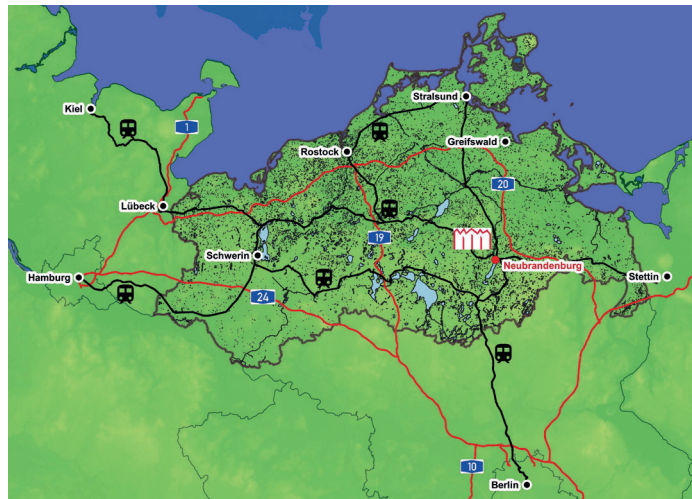 Stralsund
Kiel
1
Greifswald
Rostock
20
Lübeck
19
Schwerin
Neubrandenburg
Hamburg
Stettin
24
10
Berlin